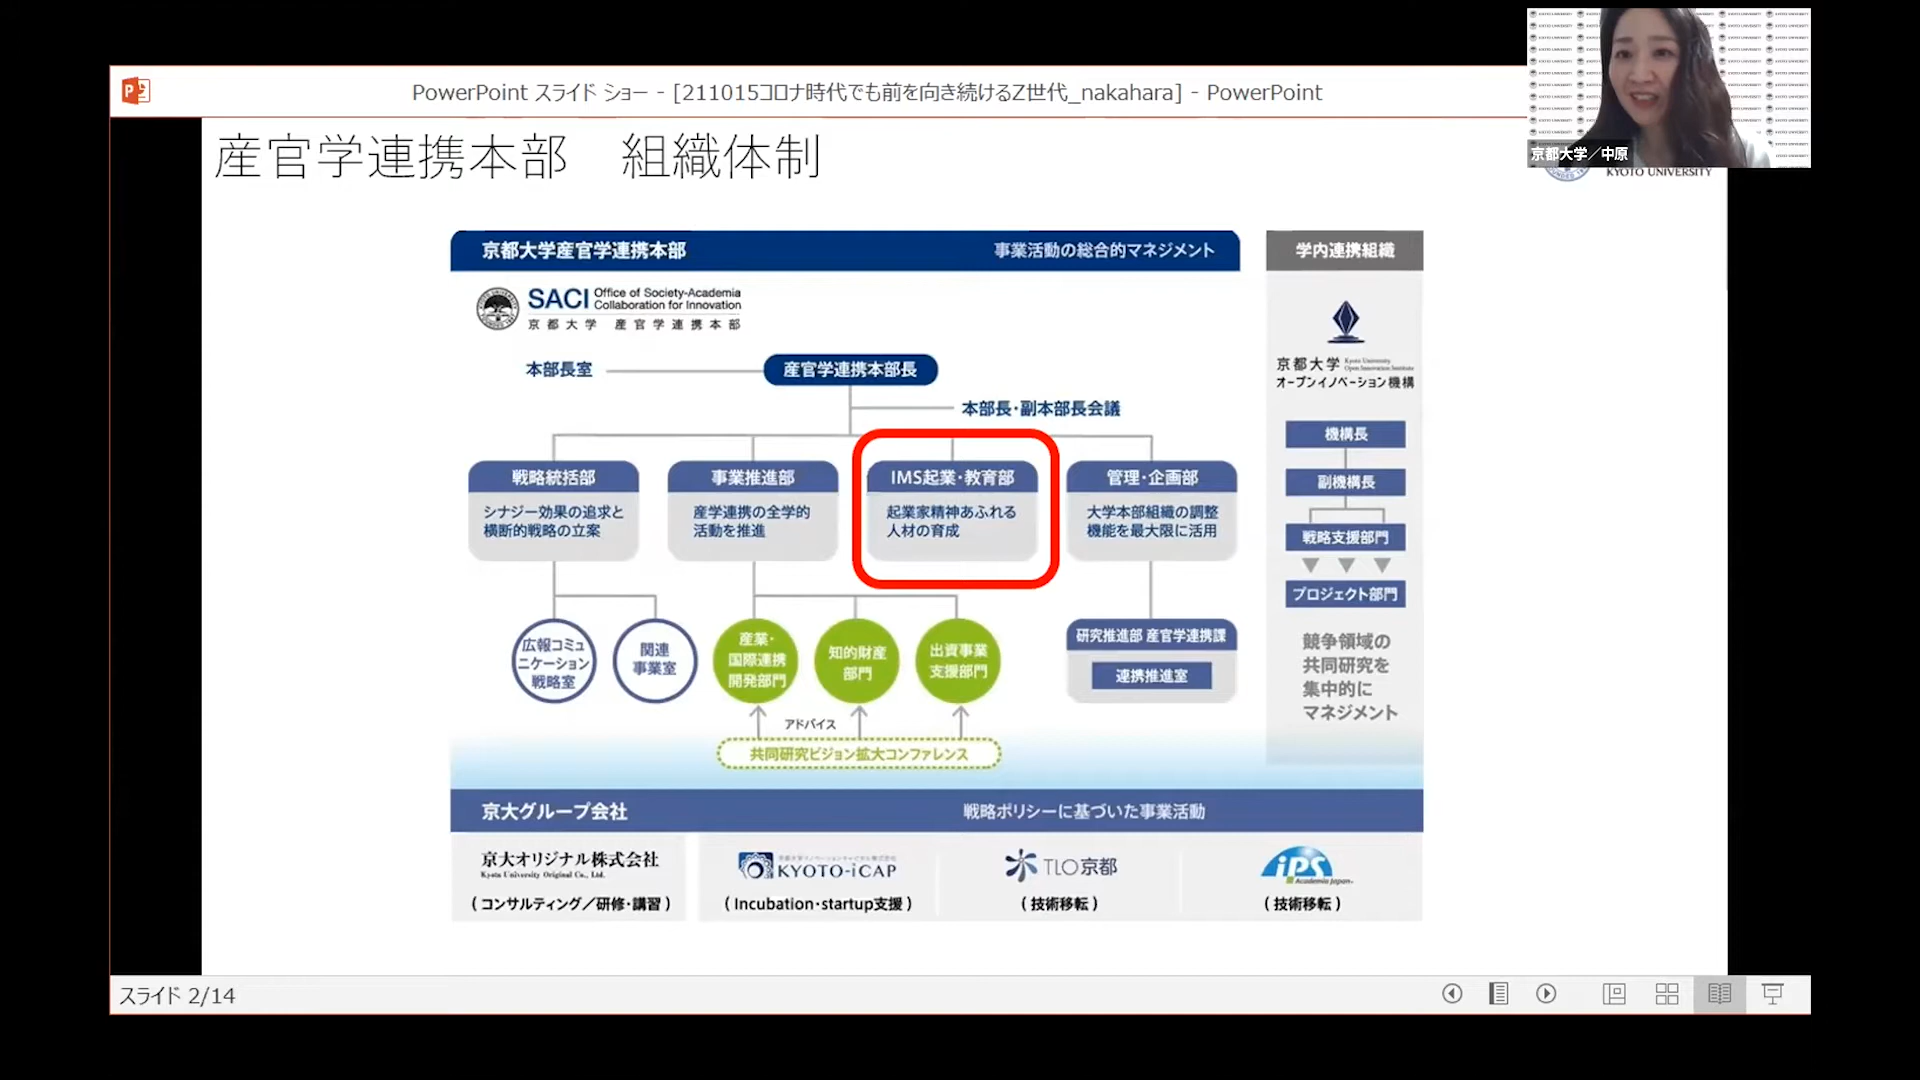 PowerPoint スライド ショー - [211015コロナ時代でも前を向き続けるZ世代_nakahara] - PowerPoint
京都大学／中原
KYOTO UNIVERSITY
産官学連携本部　組織体制
京都大学産官学連携本部
事業活動の総合的マネジメント
SACI Office of Society-Academia
Collaboration for Innovation
京都大学 産官学連携本部
本部長室
産官学連携本部長
本部長・副本部長会議
戦略統括部
シナジー効果の追求と
横断的戦略の立案
事業推進部
産学連携の全学的
活動を推進
IMS起業・教育部
起業家精神あふれる
人材の育成
管理・企画部
大学本部組織の調整
機能を最大限に活用
広報コミュ
ニケーション
戦略室
関連
事業室
産業・
国際連携
開発部門
知的財産
部門
出資事業
支援部門
研究推進部 産官学連携課
連携推進室
アドバイス
共同研究ビジョン拡大コンファレンス
学内連携組織
京都大学 Kyoto University
Open Innovation Institute
オープンイノベーション機構
機構長
副機構長
戦略支援部門
プロジェクト部門
競争領域の
共同研究を
集中的に
マネジメント
京大グループ会社
戦略ポリシーに基づいた事業活動
京大オリジナル株式会社
Kyoto University Original Co., Ltd.
(コンサルティング／研修・講習)
KYOTO-iCAP
(Incubation・startup支援)
TLO京都
(技術移転)
iPS
Academia Japan
(技術移転)
スライド 2/14